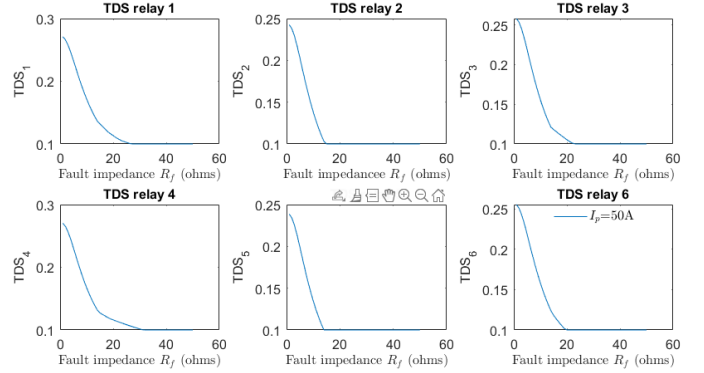 TDS relay 1
TDS relay 2
TDS relay 3
0.3
0.2
0.1
TDS1
0 20 40 60
Fault impedance Rf (ohms)
0.25
0.2
0.15
0.1
TDS2
0 20 40 60
Fault impedance Rf (ohms)
0.25
0.2
0.15
0.1
TDS3
0 20 40 60
Fault impedance Rf (ohms)
TDS relay 4
TDS relay 5
TDS relay 6
0.3
0.2
0.1
TDS4
0 20 40 60
Fault impedance Rf (ohms)
0.25
0.2
0.15
0.1
TDS5
0 20 40 60
Fault impedance Rf (ohms)
0.25
0.2
0.15
0.1
TDS6
Ip=50A
0 20 40 60
Fault impedance Rf (ohms)